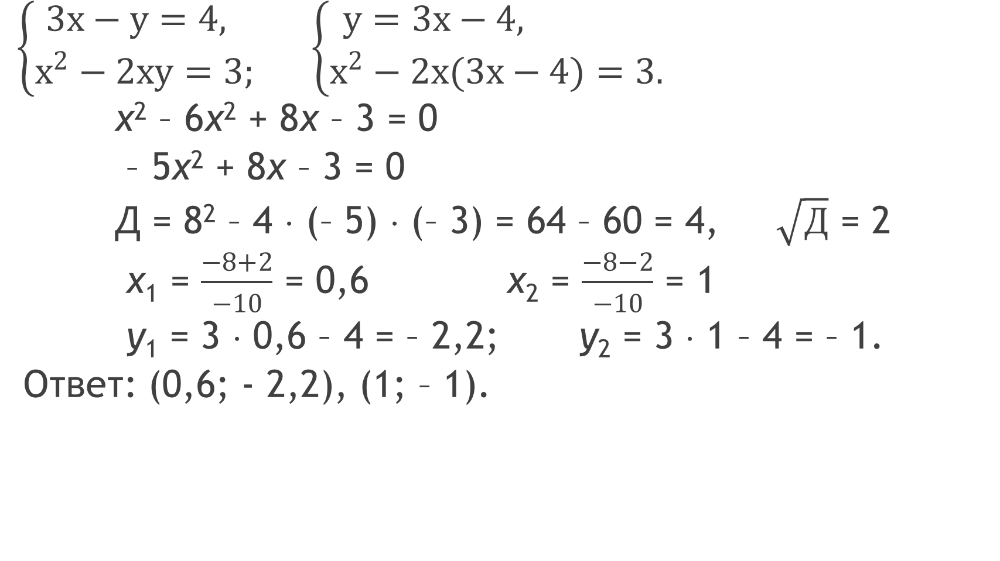 { 3x − y = 4,        { y = 3x − 4,
{ x² − 2xy = 3;      { x² − 2x(3x − 4) = 3.
x² – 6x² + 8x – 3 = 0
– 5x² + 8x – 3 = 0
Д = 8² – 4 · (– 5) · (– 3) = 64 – 60 = 4,        √Д = 2
x₁ = (−8+2)/(−10) = 0,6        x₂ = (−8−2)/(−10) = 1
y₁ = 3 · 0,6 – 4 = – 2,2;        y₂ = 3 · 1 – 4 = – 1.
Ответ: (0,6; - 2,2), (1; – 1).